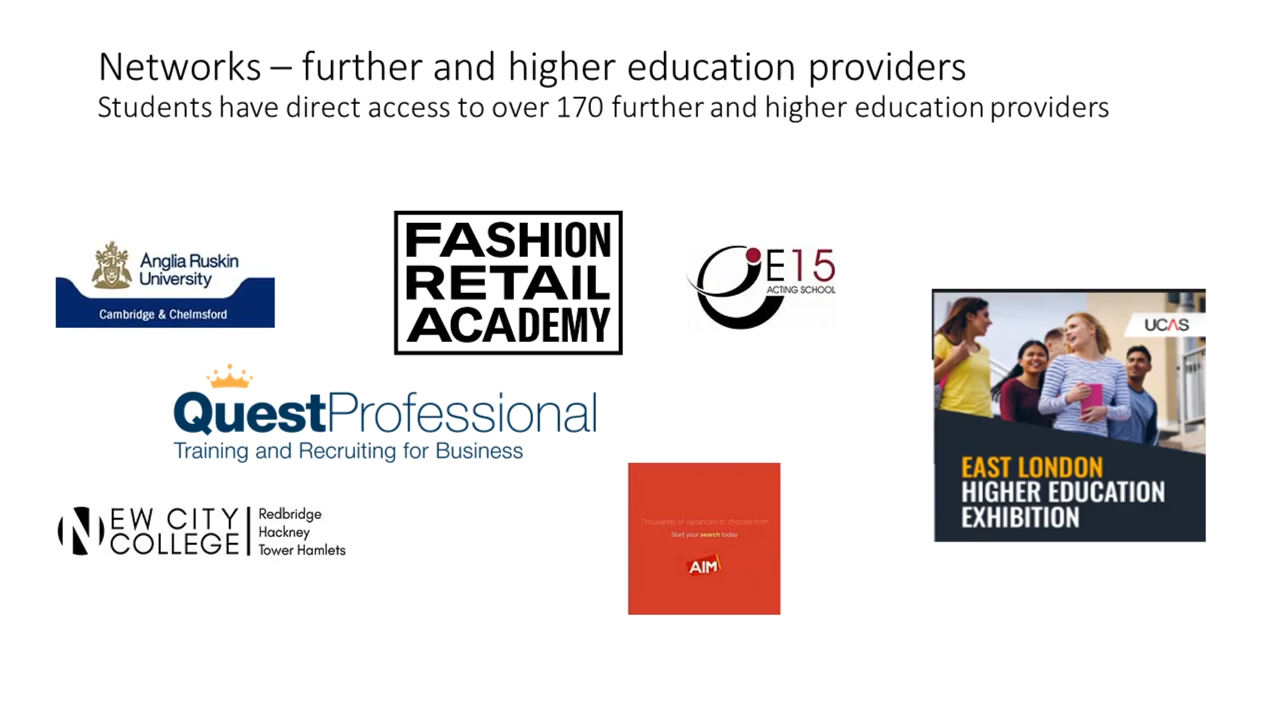 Networks – further and higher education providers
Students have direct access to over 170 further and higher education providers
Anglia Ruskin
University
Cambridge & Chelmsford
FASHION
RETAIL
ACADEMY
E15
ACTING SCHOOL
UCAS
EAST LONDON
HIGHER EDUCATION
EXHIBITION
QuestProfessional
Training and Recruiting for Business
NEW CITY
COLLEGE
Redbridge
Hackney
Tower Hamlets
Thousands of vacancies to choose from
Start your search today
AIM